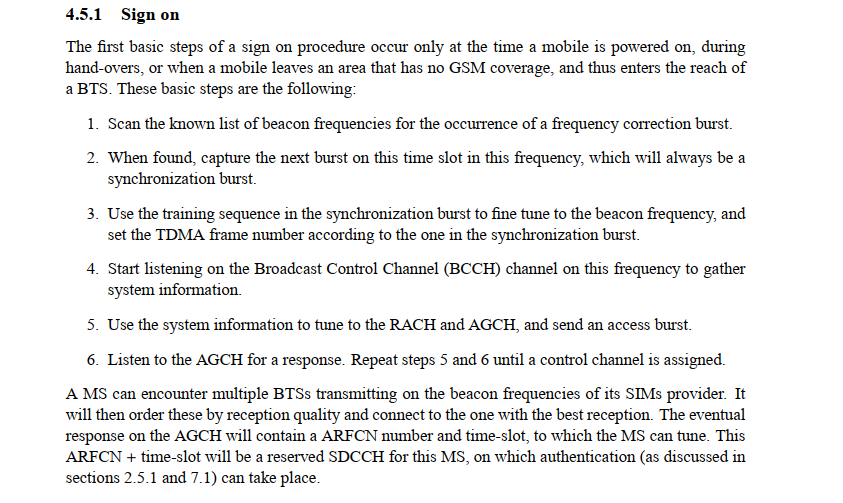 4.5.1 Sign on
The first basic steps of a sign on procedure occur only at the time a mobile is powered on, during
hand-overs, or when a mobile leaves an area that has no GSM coverage, and thus enters the reach of
a BTS. These basic steps are the following:
1. Scan the known list of beacon frequencies for the occurrence of a frequency correction burst.
2. When found, capture the next burst on this time slot in this frequency, which will always be a
synchronization burst.
3. Use the training sequence in the synchronization burst to fine tune to the beacon frequency, and
set the TDMA frame number according to the one in the synchronization burst.
4. Start listening on the Broadcast Control Channel (BCCH) channel on this frequency to gather
system information.
5. Use the system information to tune to the RACH and AGCH, and send an access burst.
6. Listen to the AGCH for a response. Repeat steps 5 and 6 until a control channel is assigned.
A MS can encounter multiple BTSs transmitting on the beacon frequencies of its SIMs provider. It
will then order these by reception quality and connect to the one with the best reception. The eventual
response on the AGCH will contain a ARFCN number and time-slot, to which the MS can tune. This
ARFCN + time-slot will be a reserved SDCCH for this MS, on which authentication (as discussed in
sections 2.5.1 and 7.1) can take place.